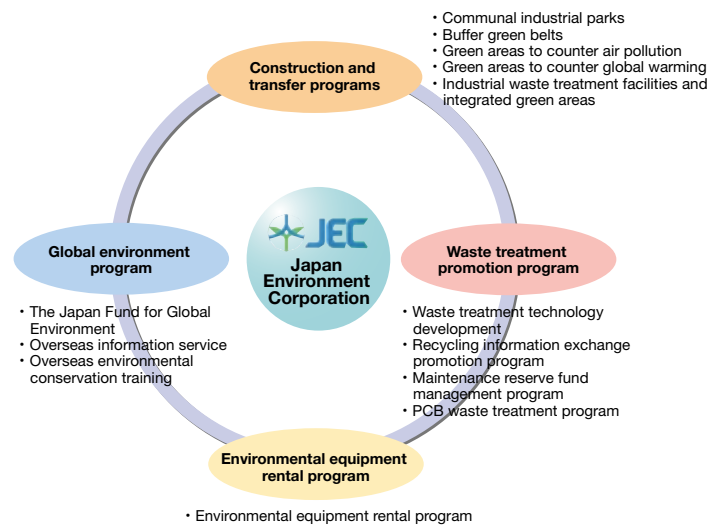 Construction and
transfer programs
・Communal industrial parks
・Buffer green belts
・Green areas to counter air pollution
・Green areas to counter global warming
・Industrial waste treatment facilities and
integrated green areas
JEC
Japan
Environment
Corporation
Global environment
program
・The Japan Fund for Global
Environment
・Overseas information service
・Overseas environmental
conservation training
Waste treatment
promotion program
・Waste treatment technology
development
・Recycling information exchange
promotion program
・Maintenance reserve fund
management program
・PCB waste treatment program
Environmental equipment
rental program
・Environmental equipment rental program